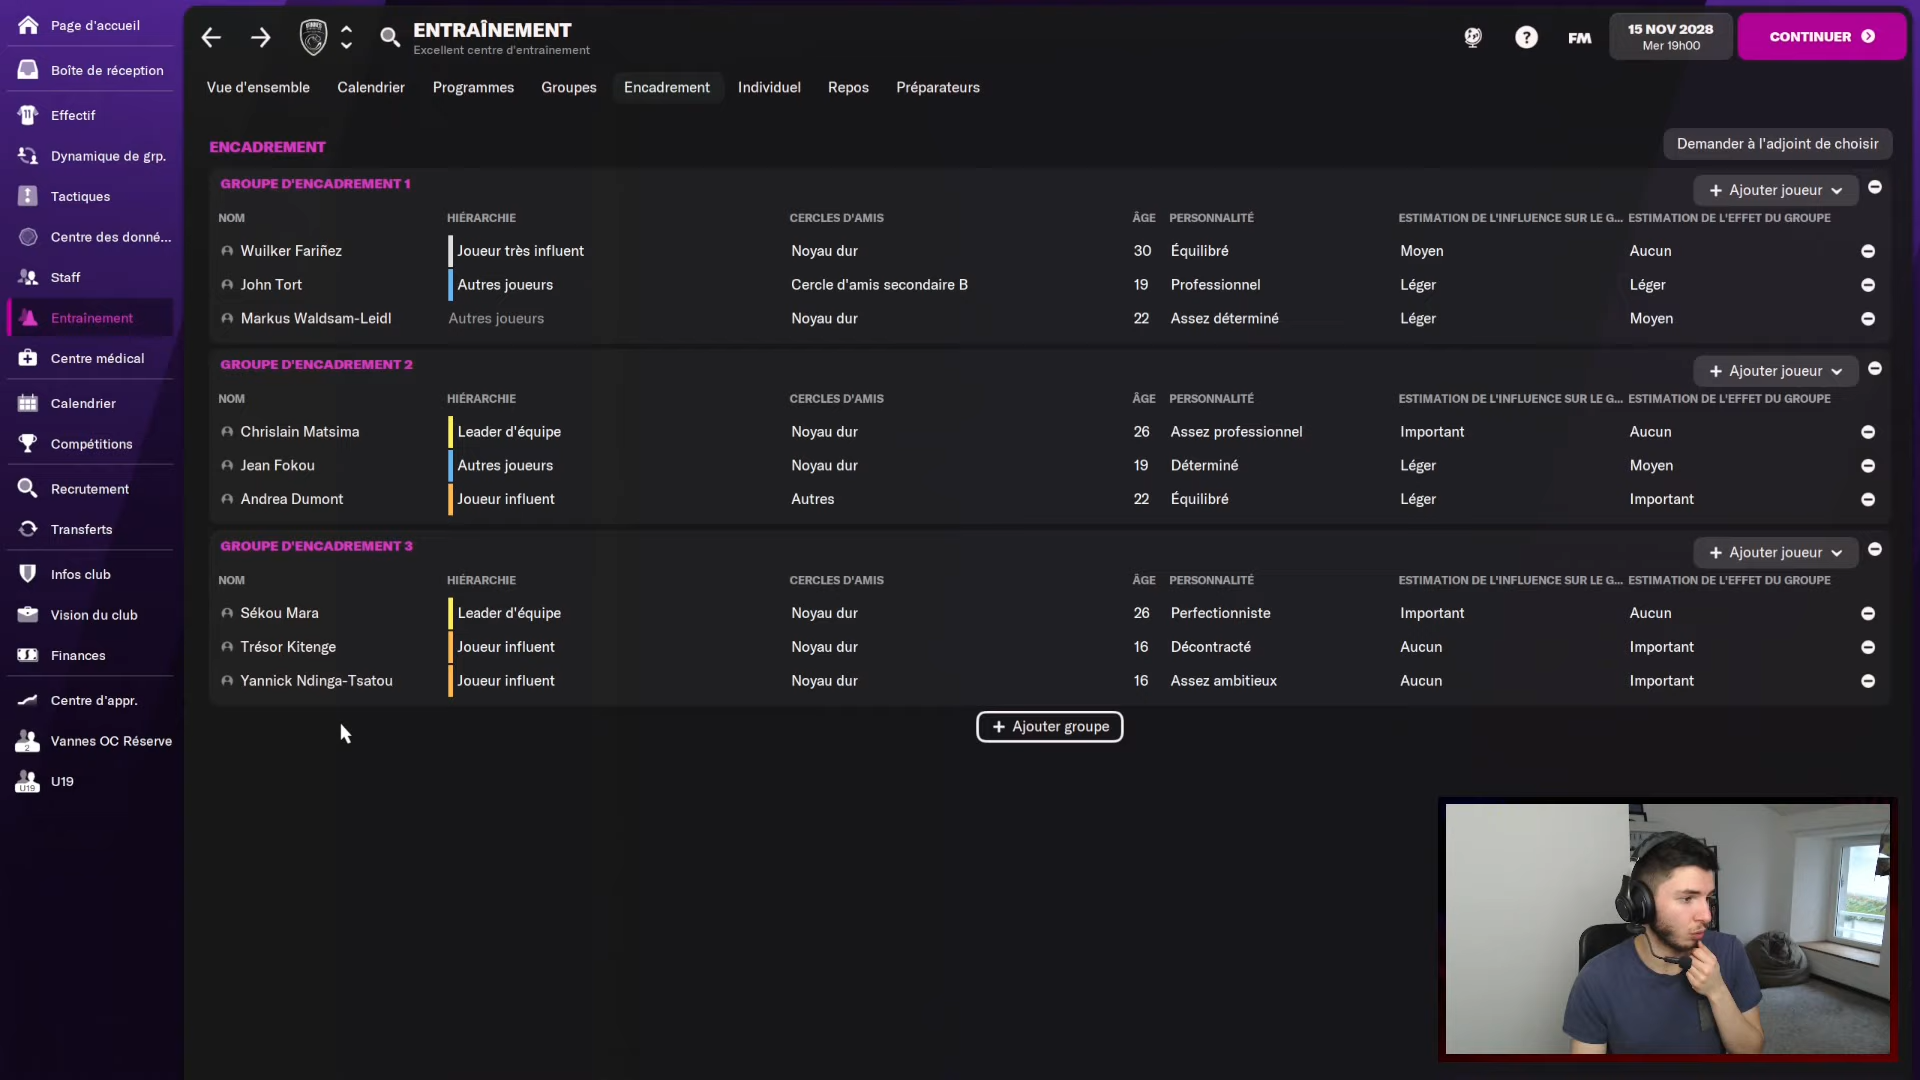 Page d'accueil
Boîte de réception
Effectif
Dynamique de grp.
Tactiques
Centre des donné...
Staff
Entraînement
Centre médical
Calendrier
Compétitions
Recrutement
Transferts
Infos club
Vision du club
Finances
Centre d'appr.
2 Vannes OC Réserve
U19 U19
ENTRAÎNEMENT
Excellent centre d'entraînement
? FM
15 NOV 2028
Mer 19h00
CONTINUER
Vue d'ensemble Calendrier Programmes Groupes Encadrement Individuel Repos Préparateurs
ENCADREMENT
Demander à l'adjoint de choisir
GROUPE D'ENCADREMENT 1
+ Ajouter joueur
NOM HIÉRARCHIE CERCLES D'AMIS ÂGE PERSONNALITÉ ESTIMATION DE L'INFLUENCE SUR LE G... ESTIMATION DE L'EFFET DU GROUPE
Wuilker Fariñez Joueur très influent Noyau dur 30 Équilibré Moyen Aucun
John Tort Autres joueurs Cercle d'amis secondaire B 19 Professionnel Léger Léger
Markus Waldsam-Leidl Autres joueurs Noyau dur 22 Assez déterminé Léger Moyen
GROUPE D'ENCADREMENT 2
+ Ajouter joueur
NOM HIÉRARCHIE CERCLES D'AMIS ÂGE PERSONNALITÉ ESTIMATION DE L'INFLUENCE SUR LE G... ESTIMATION DE L'EFFET DU GROUPE
Chrislain Matsima Leader d'équipe Noyau dur 26 Assez professionnel Important Aucun
Jean Fokou Autres joueurs Noyau dur 19 Déterminé Léger Moyen
Andrea Dumont Joueur influent Autres 22 Équilibré Léger Important
GROUPE D'ENCADREMENT 3
+ Ajouter joueur
NOM HIÉRARCHIE CERCLES D'AMIS ÂGE PERSONNALITÉ ESTIMATION DE L'INFLUENCE SUR LE G... ESTIMATION DE L'EFFET DU GROUPE
Sékou Mara Leader d'équipe Noyau dur 26 Perfectionniste Important Aucun
Trésor Kitenge Joueur influent Noyau dur 16 Décontracté Aucun Important
Yannick Ndinga-Tsatou Joueur influent Noyau dur 16 Assez ambitieux Aucun Important
+ Ajouter groupe